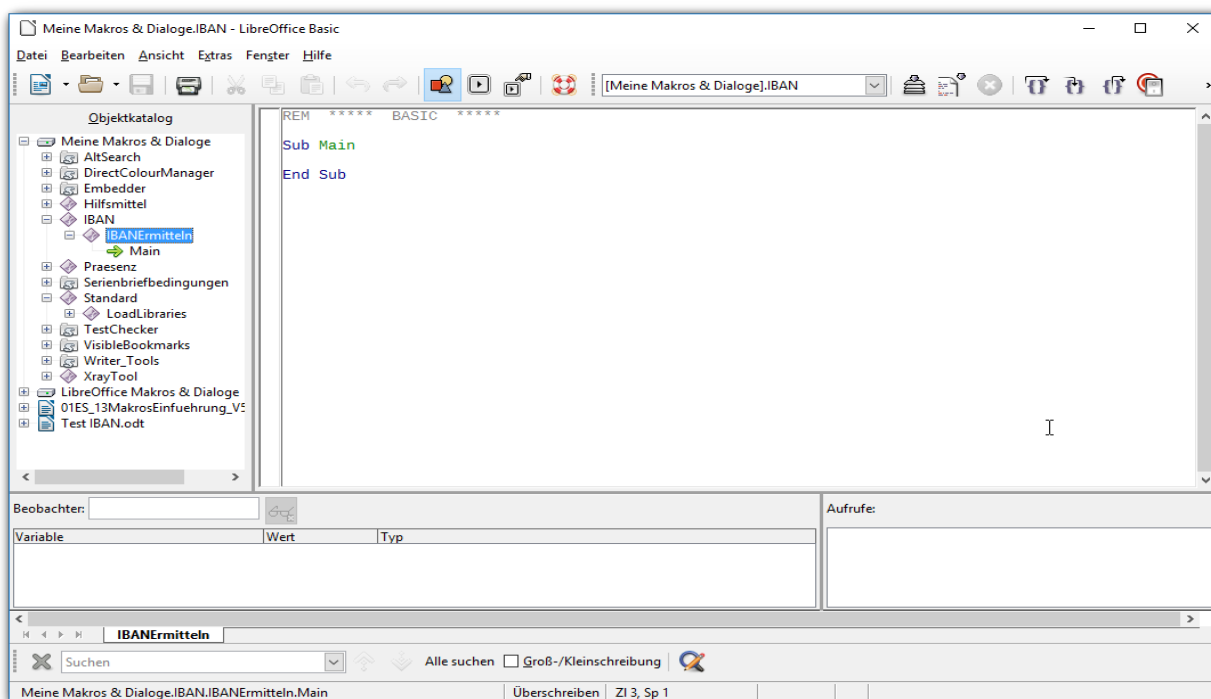 Meine Makros & Dialoge.IBAN - LibreOffice Basic
Datei Bearbeiten Ansicht Extras Fenster Hilfe
[Meine Makros & Dialoge].IBAN
Objektkatalog
Meine Makros & Dialoge
AltSearch
DirectColourManager
Embedder
Hilfsmittel
IBAN
IBANErmitteln
Main
Praesenz
Serienbriefbedingungen
Standard
LoadLibraries
TestChecker
VisibleBookmarks
Writer_Tools
XrayTool
LibreOffice Makros & Dialoge
01ES_13MakrosEinfuehrung_V5
Test IBAN.odt
REM ***** BASIC *****
Sub Main
End Sub
Beobachter:
Aufrufe:
Variable Wert Typ
IBANErmitteln
Suchen Alle suchen Groß-/Kleinschreibung
Meine Makros & Dialoge.IBAN.IBANErmitteln.Main Überschreiben Zl 3, Sp 1